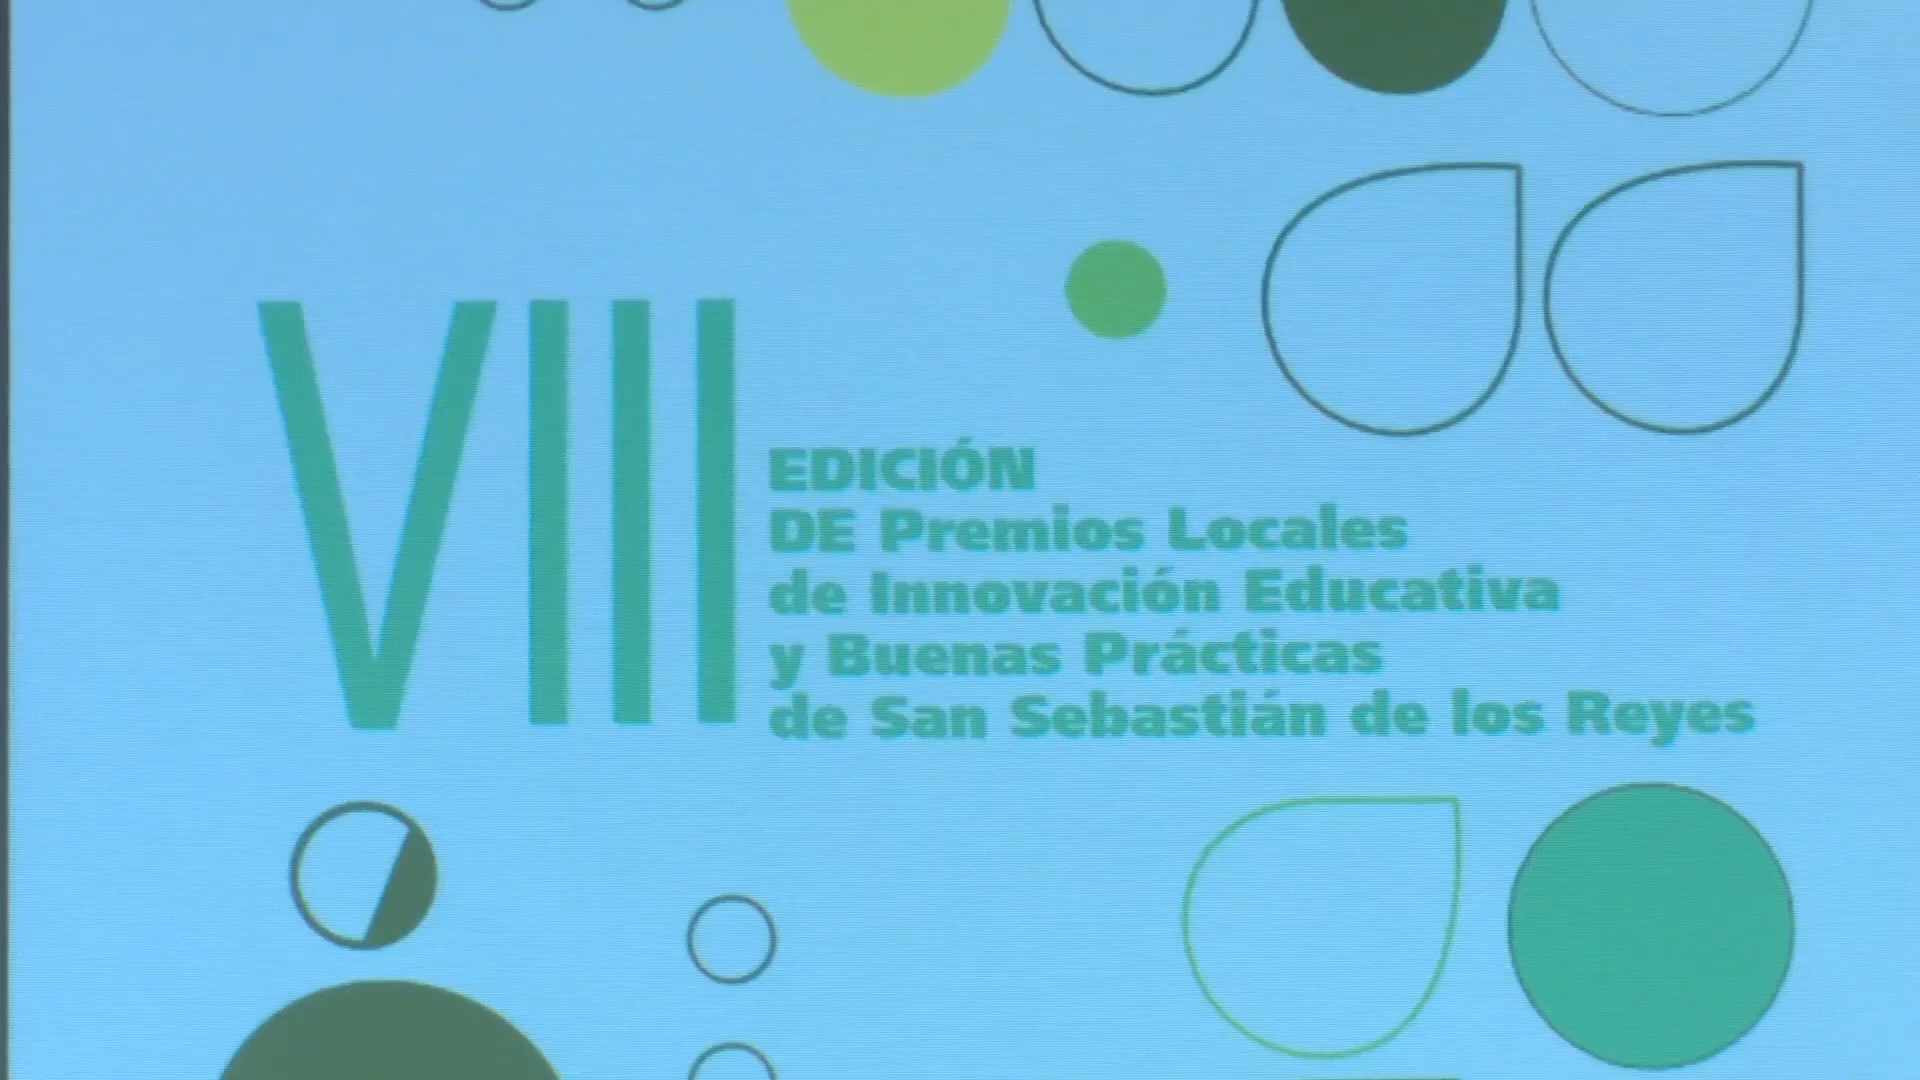 VIII
EDICIÓN
DE Premios Locales
de Innovación Educativa
y Buenas Prácticas
de San Sebastián de los Reyes